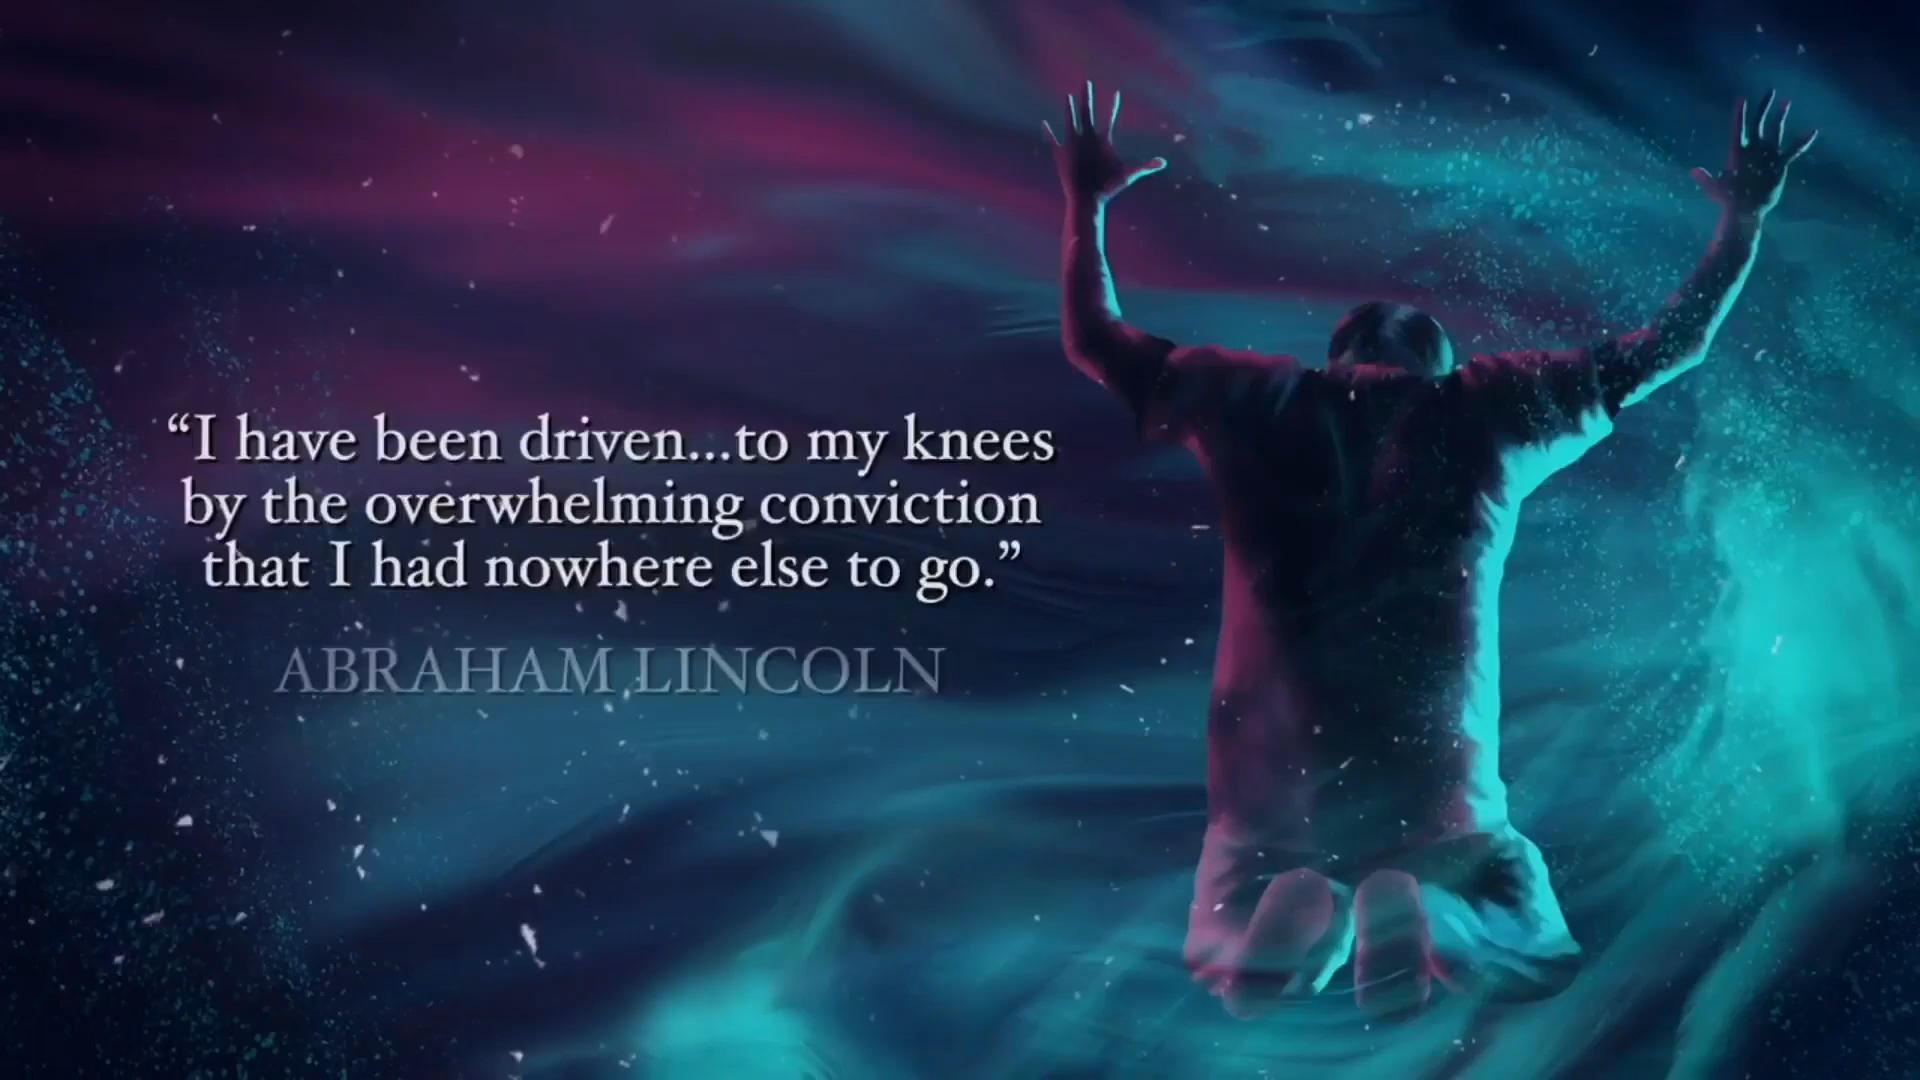 “I have been driven...to my knees
by the overwhelming conviction
that I had nowhere else to go.”
ABRAHAM LINCOLN